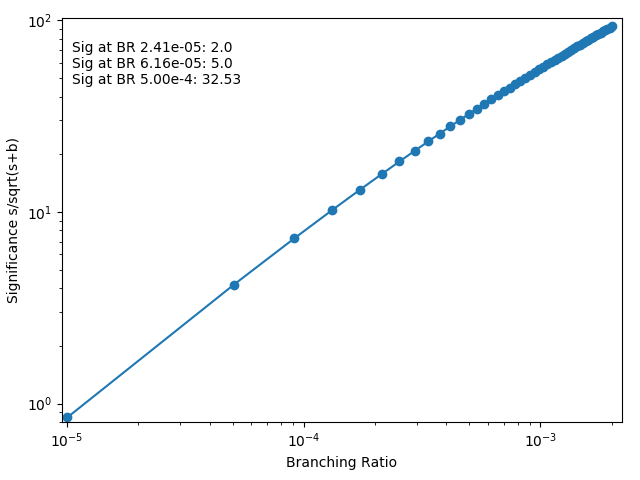 10²
Sig at BR 2.41e-05: 2.0
Sig at BR 6.16e-05: 5.0
Sig at BR 5.00e-4: 32.53
Significance s/sqrt(s+b)
10¹
10⁰
10⁻⁵ 10⁻⁴ 10⁻³
Branching Ratio